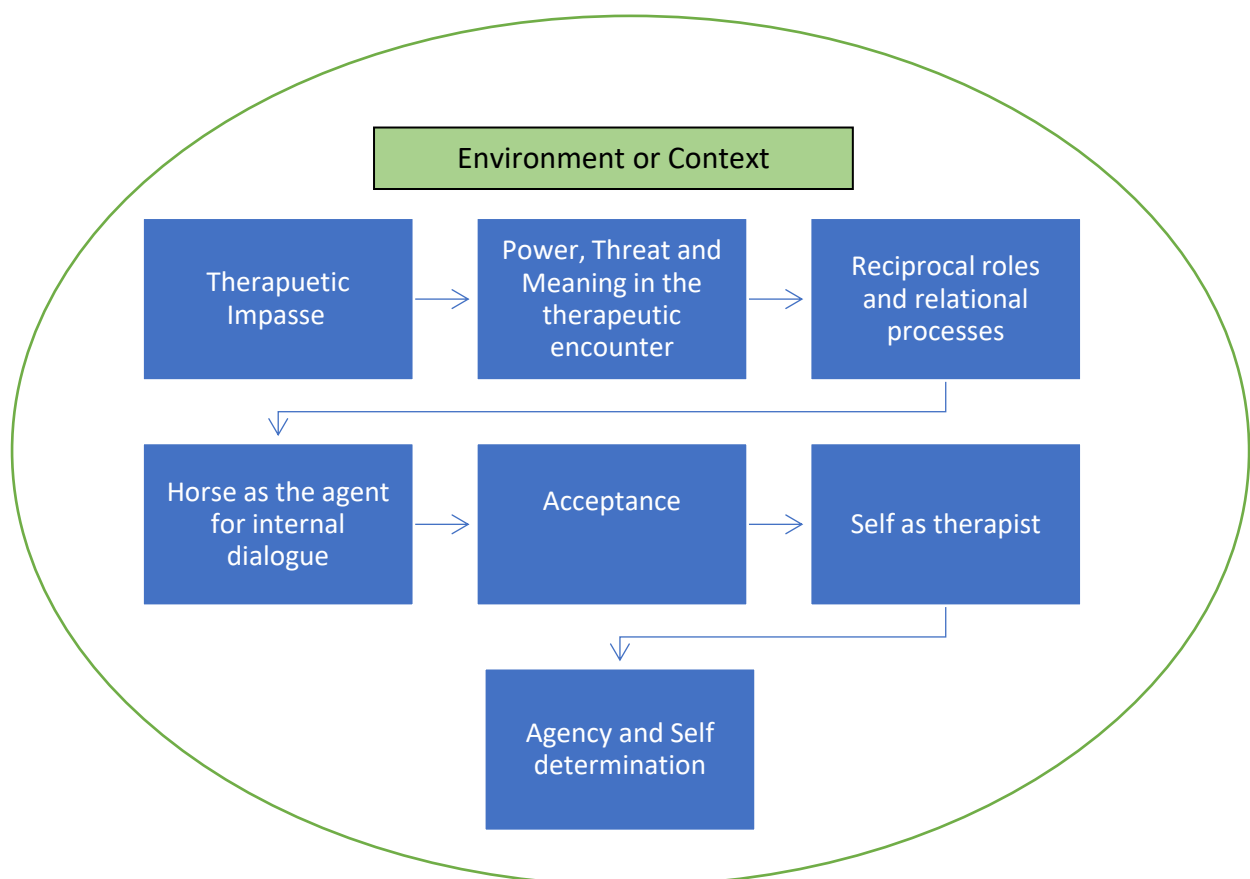 Environment or Context
Therapuetic
Impasse
Power, Threat and
Meaning in the
therapeutic
encounter
Reciprocal roles
and relational
processes
Horse as the agent
for internal
dialogue
Acceptance
Self as therapist
Agency and Self
determination